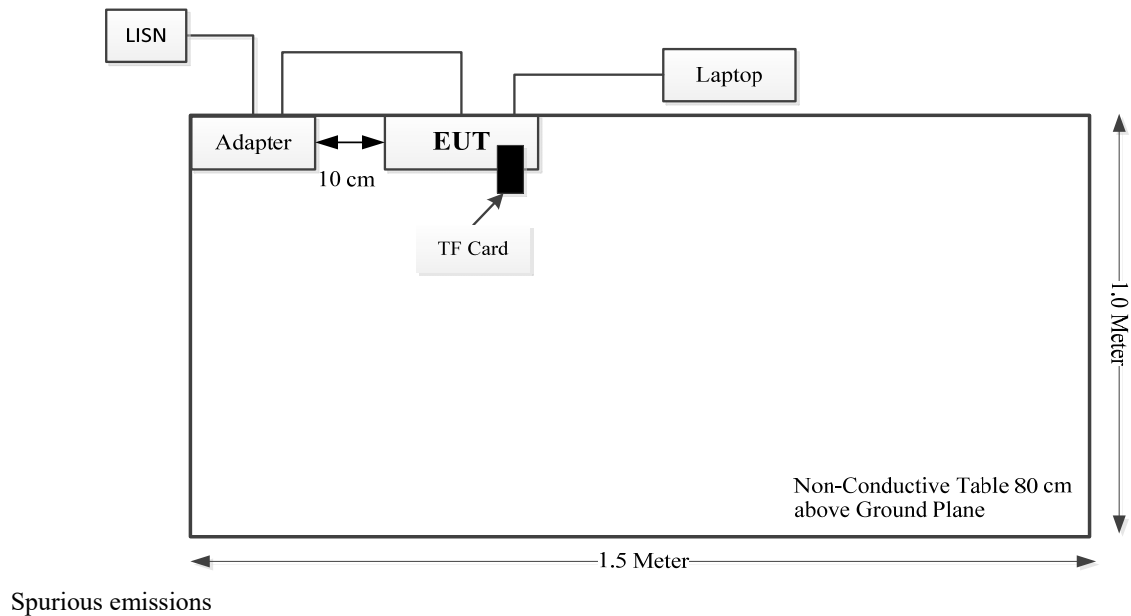 LISN
Laptop
Adapter
EUT
10 cm
TF Card
1.0 Meter
Non-Conductive Table 80 cm
above Ground Plane
1.5 Meter
Spurious emissions